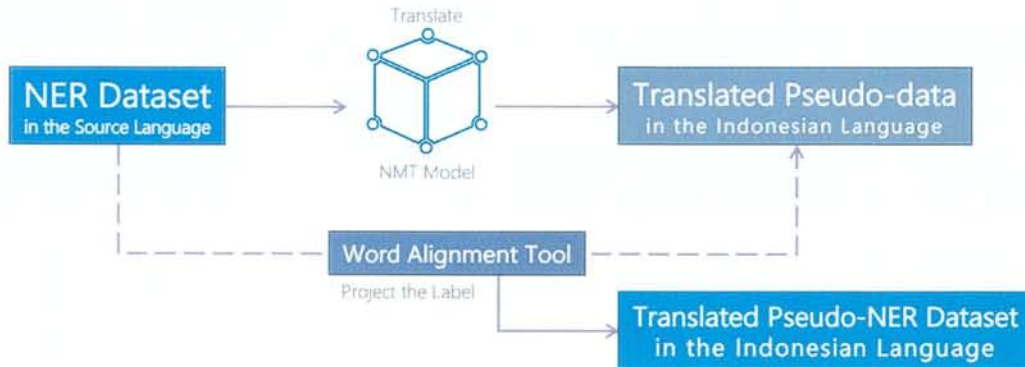 Translate
NER Dataset
in the Source Language
Translated Pseudo-data
in the Indonesian Language
NMT Model
Word Alignment Tool
Project the Label
Translated Pseudo-NER Dataset
in the Indonesian Language